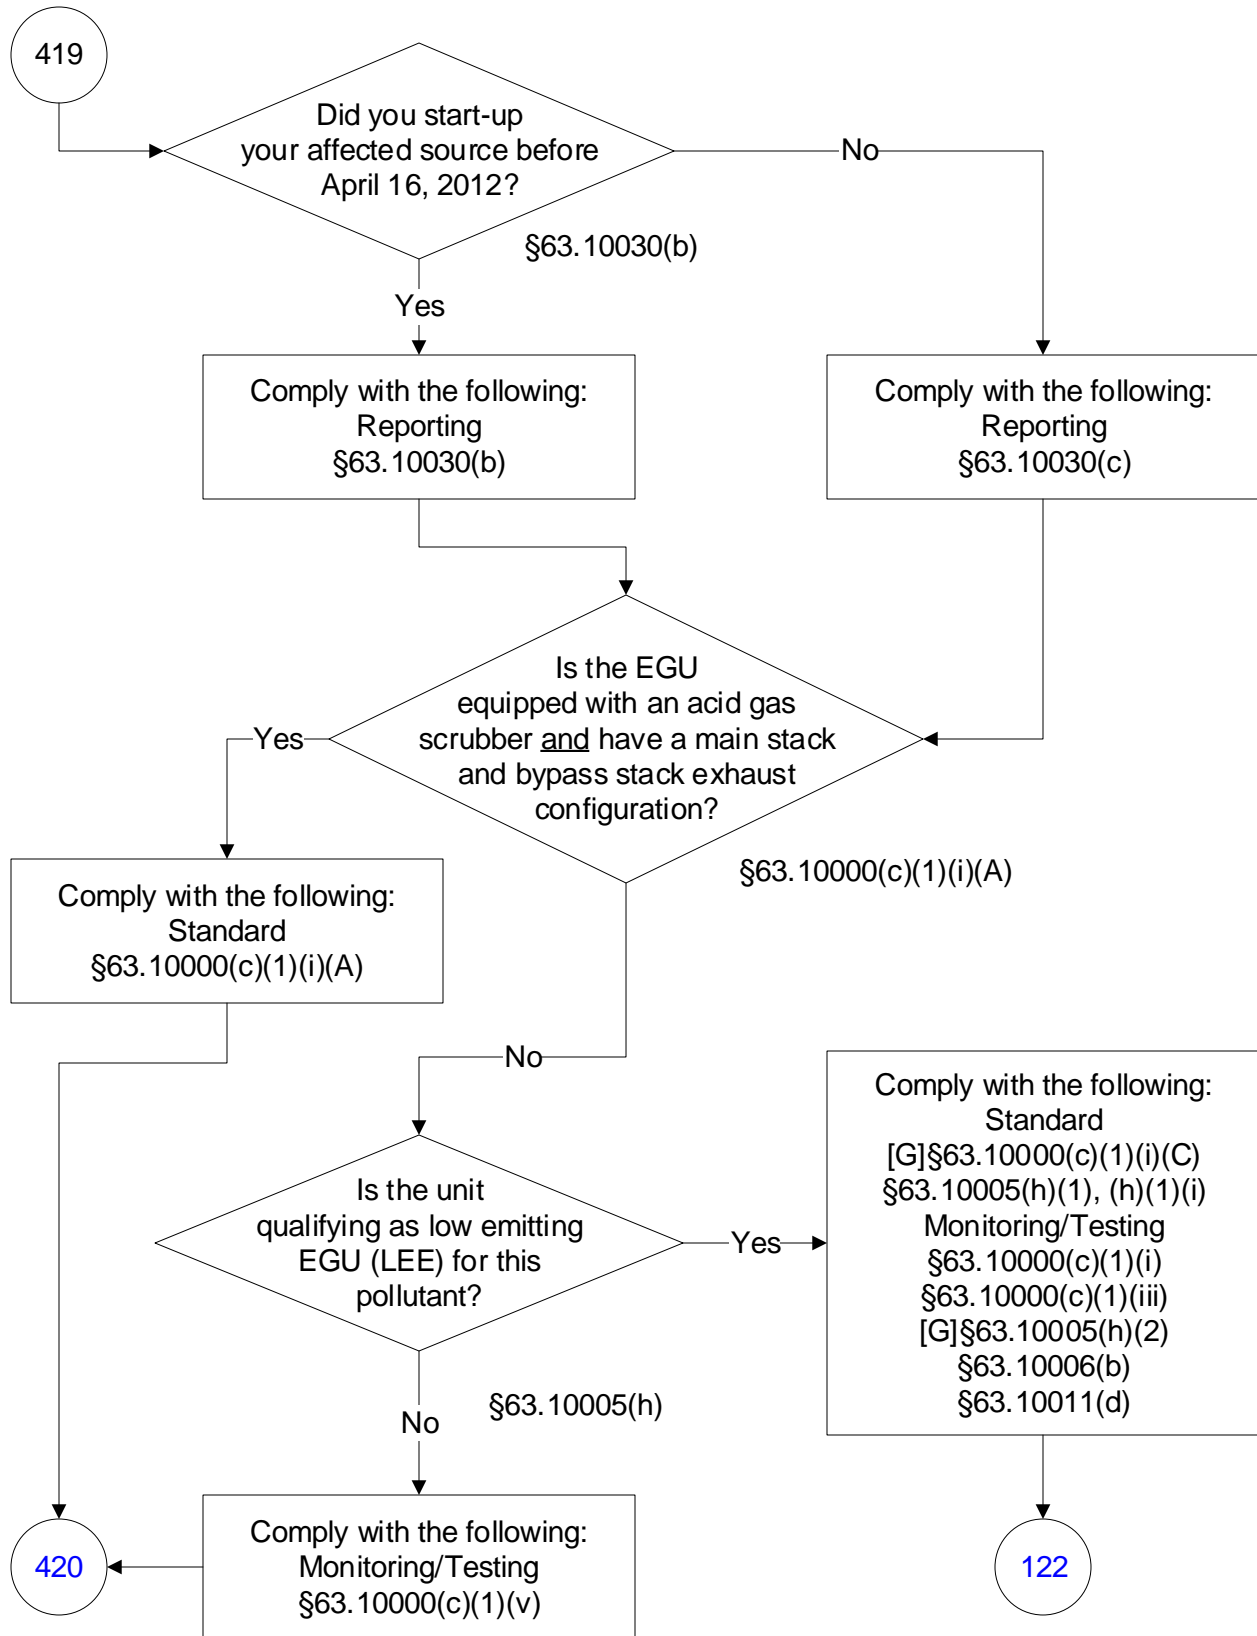 419
Did you start-up
your affected source before
April 16, 2012?
No
§63.10030(b)
Yes
Comply with the following:
Reporting
§63.10030(b)
Comply with the following:
Reporting
§63.10030(c)
Is the EGU
equipped with an acid gas
scrubber and have a main stack
and bypass stack exhaust
configuration?
Yes
§63.10000(c)(1)(i)(A)
Comply with the following:
Standard
§63.10000(c)(1)(i)(A)
No
Is the unit
qualifying as low emitting
EGU (LEE) for this
pollutant?
Yes
Comply with the following:
Standard
[G]§63.10000(c)(1)(i)(C)
§63.10005(h)(1), (h)(1)(i)
Monitoring/Testing
§63.10000(c)(1)(i)
§63.10000(c)(1)(iii)
[G]§63.10005(h)(2)
§63.10006(b)
§63.10011(d)
§63.10005(h)
No
Comply with the following:
Monitoring/Testing
§63.10000(c)(1)(v)
420
122